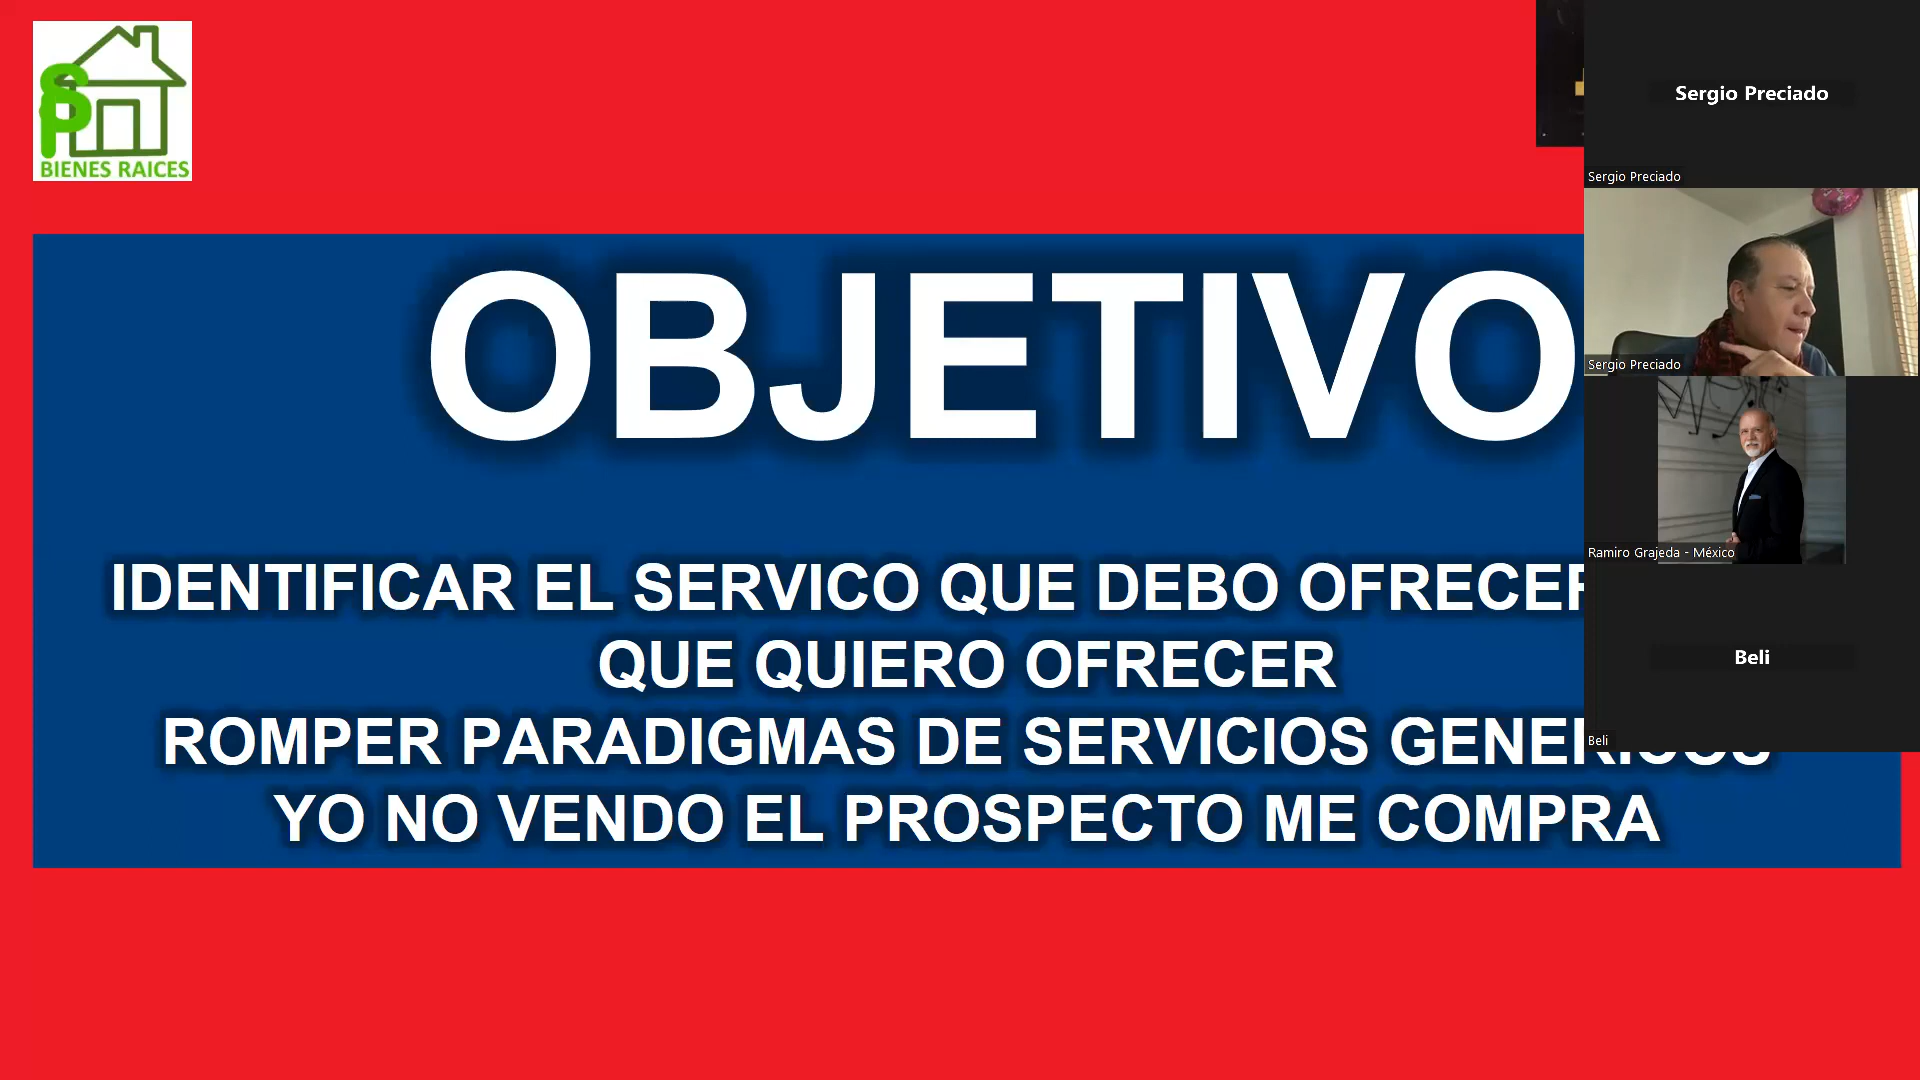 SP
BIENES RAICES
OBJETIVO
IDENTIFICAR EL SERVICO QUE DEBO OFRECER
QUE QUIERO OFRECER
ROMPER PARADIGMAS DE SERVICIOS GENERICOS
YO NO VENDO EL PROSPECTO ME COMPRA
Sergio Preciado
Sergio Preciado
Sergio Preciado
Ramiro Grajeda - México
Beli
Beli